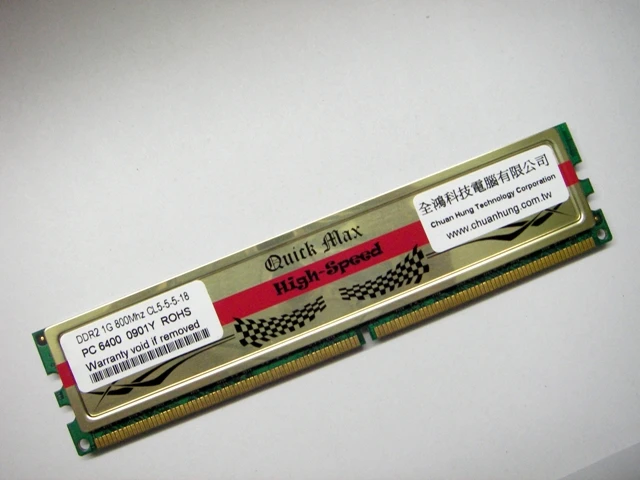 全鴻科技電腦有限公司
Chuan Hung Technology Corporation
www.chuanhung.com.tw
Quick Max
High-Speed
DDR2 1G 800Mhz CL5-5-5-18
PC 6400 0901Y ROHS
Warranty void if removed